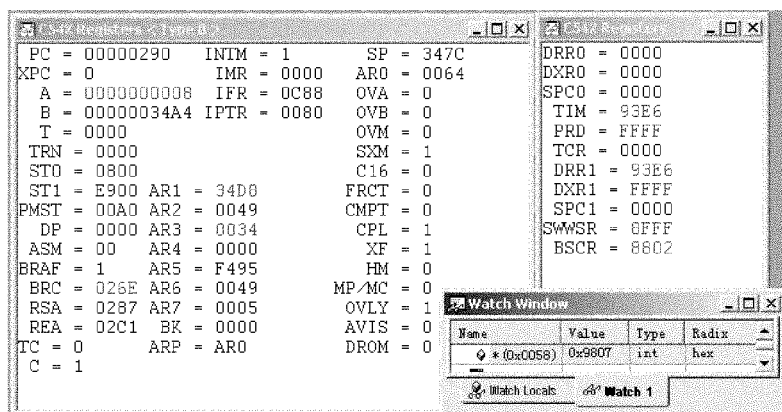 PC = 00000290 INTM = 1 SP = 347C
XPC = 0 IMR = 0000 AR0 = 0064
A = 0000000008 IFR = 0C88 OVA = 0
B = 00000034A4 IPTR = 0080 OVB = 0
T = 0000 OVM = 0
TRN = 0000 SXM = 1
ST0 = 0800 C16 = 0
ST1 = E900 AR1 = 34D0 FRCT = 0
PMST = 00A0 AR2 = 0049 CMPT = 0
DP = 0000 AR3 = 0034 CPL = 1
ASM = 00 AR4 = 0000 XF = 1
BRAF = 1 AR5 = F495 HM = 0
BRC = 026E AR6 = 0049 MP/MC = 0
RSA = 0287 AR7 = 0005 OVLY = 1
REA = 02C1 BK = 0000 AVIS = 0
TC = 0 ARP = AR0 DROM = 0
C = 1
DRR0 = 0000
DXR0 = 0000
SPC0 = 0000
TIM = 93E6
PRD = FFFF
TCR = 0000
DRR1 = 93E6
DXR1 = FFFF
SPC1 = 0000
SWWSR = 0FFF
BSCR = 8802
Watch Window
Name Value Type Radix
*(0x0058) 0x9807 int hex
Watch Locals Watch 1